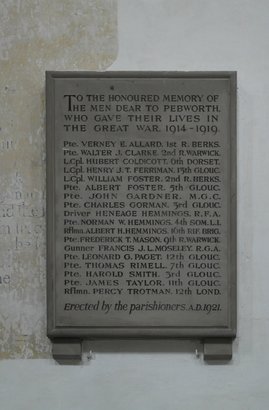 TO THE HONOURED MEMORY OF
THE MEN DEAR TO PEBWORTH,
WHO GAVE THEIR LIVES IN
THE GREAT WAR, 1914-1919.
Pte. VERNEY E. ALLARD. 1st R. BERKS.
Pte. WALTER J. CLARKE. 2nd R. WARWICK.
L.Cpl. HUBERT COLDICOTT. 6th DORSET.
L.Cpl. HENRY J. T. FERRIMAN. 13th GLOUC.
L.Cpl. WILLIAM FOSTER. 2nd R. BERKS.
Pte. ALBERT FOSTER. 5th GLOUC.
Pte. JOHN GARDNER. M.G.C.
Pte. CHARLES GORMAN. 3rd GLOUC.
Driver HENEAGE HEMMINGS, R.F.A.
Pte. NORMAN W. HEMMINGS. 4th SOM. L.I.
Rflmn. ALBERT H. HEMMINGS. 16th RIF. BRIG.
Pte. FREDERICK T. MASON. 9th R. WARWICK.
Gunner FRANCIS J. L. MOSELEY. R.G.A.
Pte. LEONARD G. PAGET. 12th GLOUC.
Pte. THOMAS RIMELL. 7th GLOUC.
Pte. HAROLD SMITH. 3rd GLOUC.
Pte. JAMES TAYLOR. 11th GLOUC.
Rflmn. PERCY TROTMAN. 12th LOND.
Erected by the parishioners. A.D. 1921.